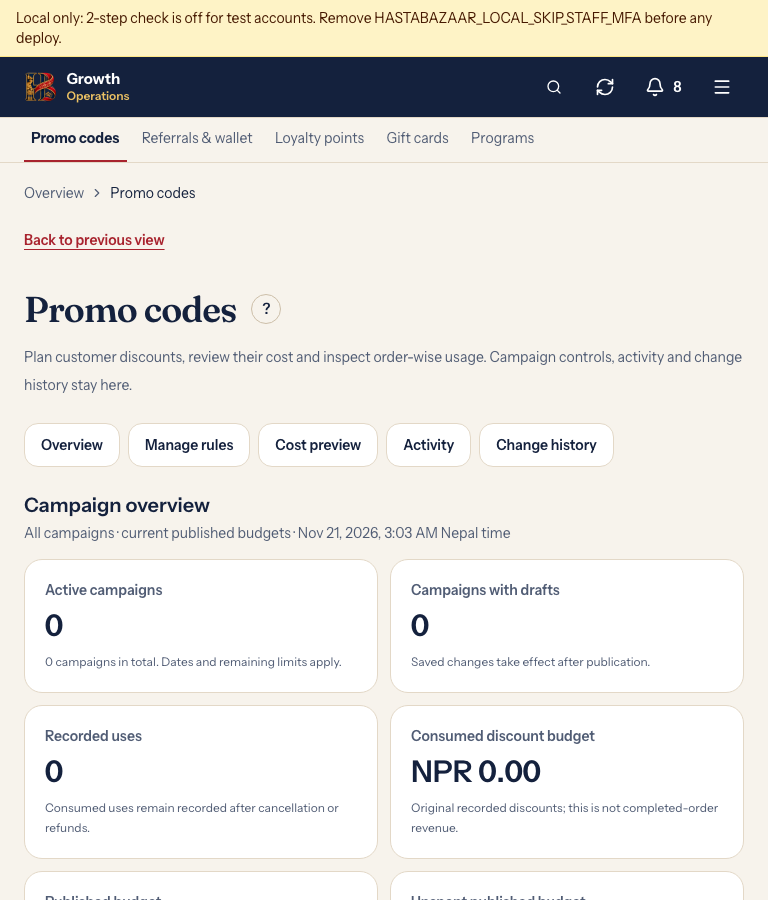 Local only: 2-step check is off for test accounts. Remove HASTABAZAAR_LOCAL_SKIP_STAFF_MFA before any
deploy.
Growth
Operations
8
Promo codes
Referrals & wallet
Loyalty points
Gift cards
Programs
Overview > Promo codes
Back to previous view
Promo codes ?
Plan customer discounts, review their cost and inspect order-wise usage. Campaign controls, activity and change
history stay here.
Overview
Manage rules
Cost preview
Activity
Change history
Campaign overview
All campaigns · current published budgets · Nov 21, 2026, 3:03 AM Nepal time
Active campaigns
0
0 campaigns in total. Dates and remaining limits apply.
Campaigns with drafts
0
Saved changes take effect after publication.
Recorded uses
0
Consumed uses remain recorded after cancellation or
refunds.
Consumed discount budget
NPR 0.00
Original recorded discounts; this is not completed-order
revenue.
Published budget
Unspent published budget